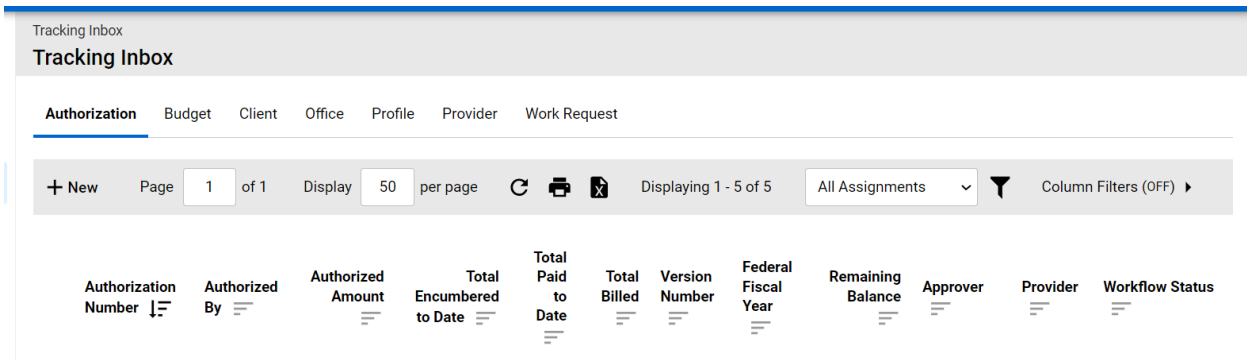 Tracking Inbox
Tracking Inbox
Authorization Budget Client Office Profile Provider Work Request
New Page 1 of 1 Display 50 per page Displaying 1 - 5 of 5 All Assignments Column Filters (OFF)
Authorization Number
Authorized By
Authorized Amount
Total Encumbered to Date
Total Paid to Date
Total Billed
Version Number
Federal Fiscal Year
Remaining Balance
Approver
Provider
Workflow Status